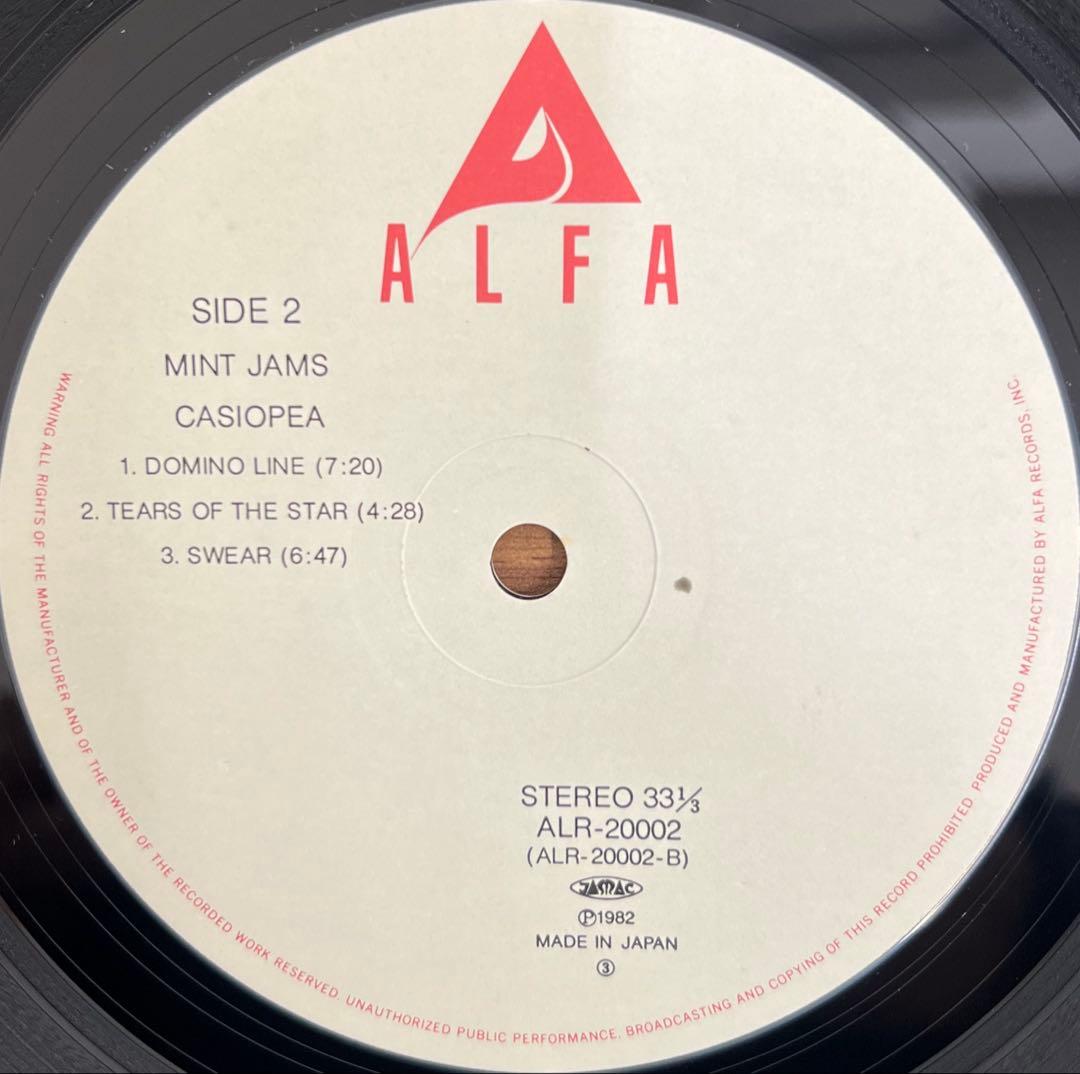 ALFA
SIDE 2
MINT JAMS
CASIOPEA
1. DOMINO LINE (7:20)
2. TEARS OF THE STAR (4:28)
3. SWEAR (6:47)
STEREO 33⅓
ALR-20002
(ALR-20002-B)
JASRAC
Ⓟ1982
MADE IN JAPAN
③
WARNING ALL RIGHTS OF THE MANUFACTURER AND OF THE OWNER OF THE RECORDED WORK RESERVED. UNAUTHORIZED PUBLIC PERFORMANCE, BROADCASTING AND COPYING OF THIS RECORD PROHIBITED. PRODUCED AND MANUFACTURED BY ALFA RECORDS, INC.